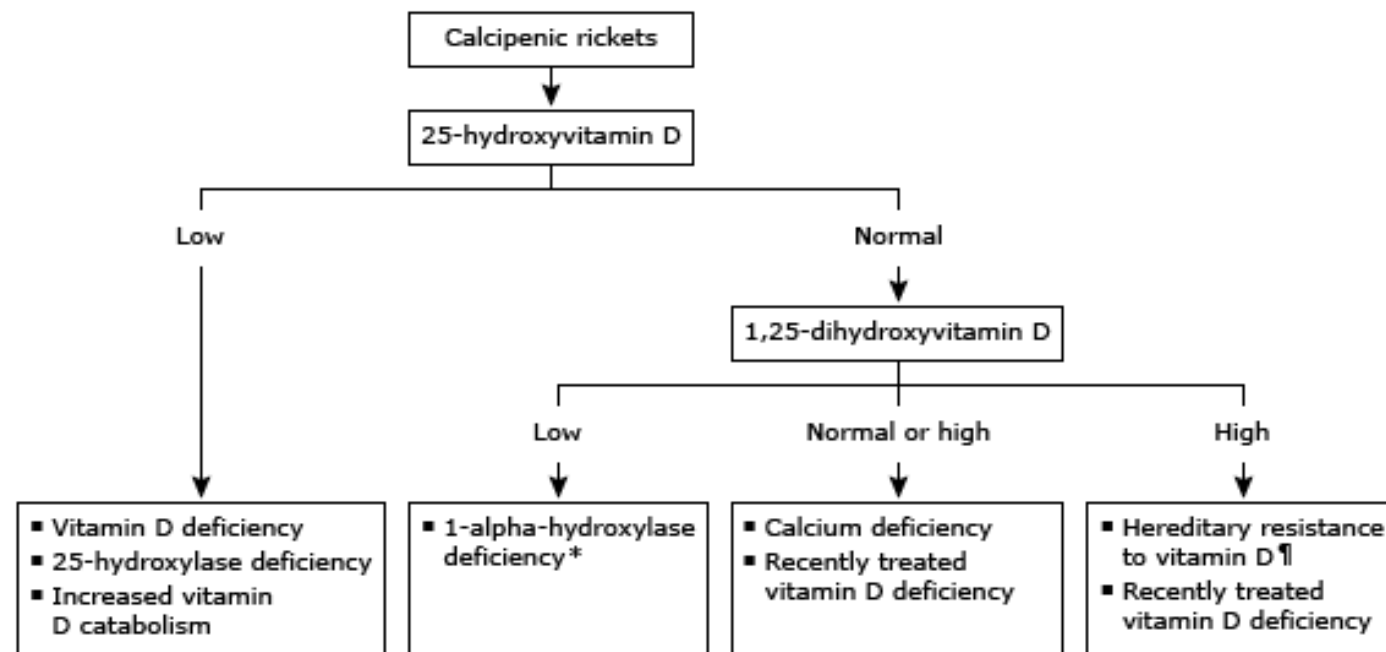 Calcipenic rickets
25-hydroxyvitamin D
Low
Normal
1,25-dihydroxyvitamin D
Low
Normal or high
High
▪ Vitamin D deficiency
▪ 25-hydroxylase deficiency
▪ Increased vitamin
D catabolism
▪ 1-alpha-hydroxylase
deficiency*
▪ Calcium deficiency
▪ Recently treated
vitamin D deficiency
▪ Hereditary resistance
to vitamin D¶
▪ Recently treated
vitamin D deficiency